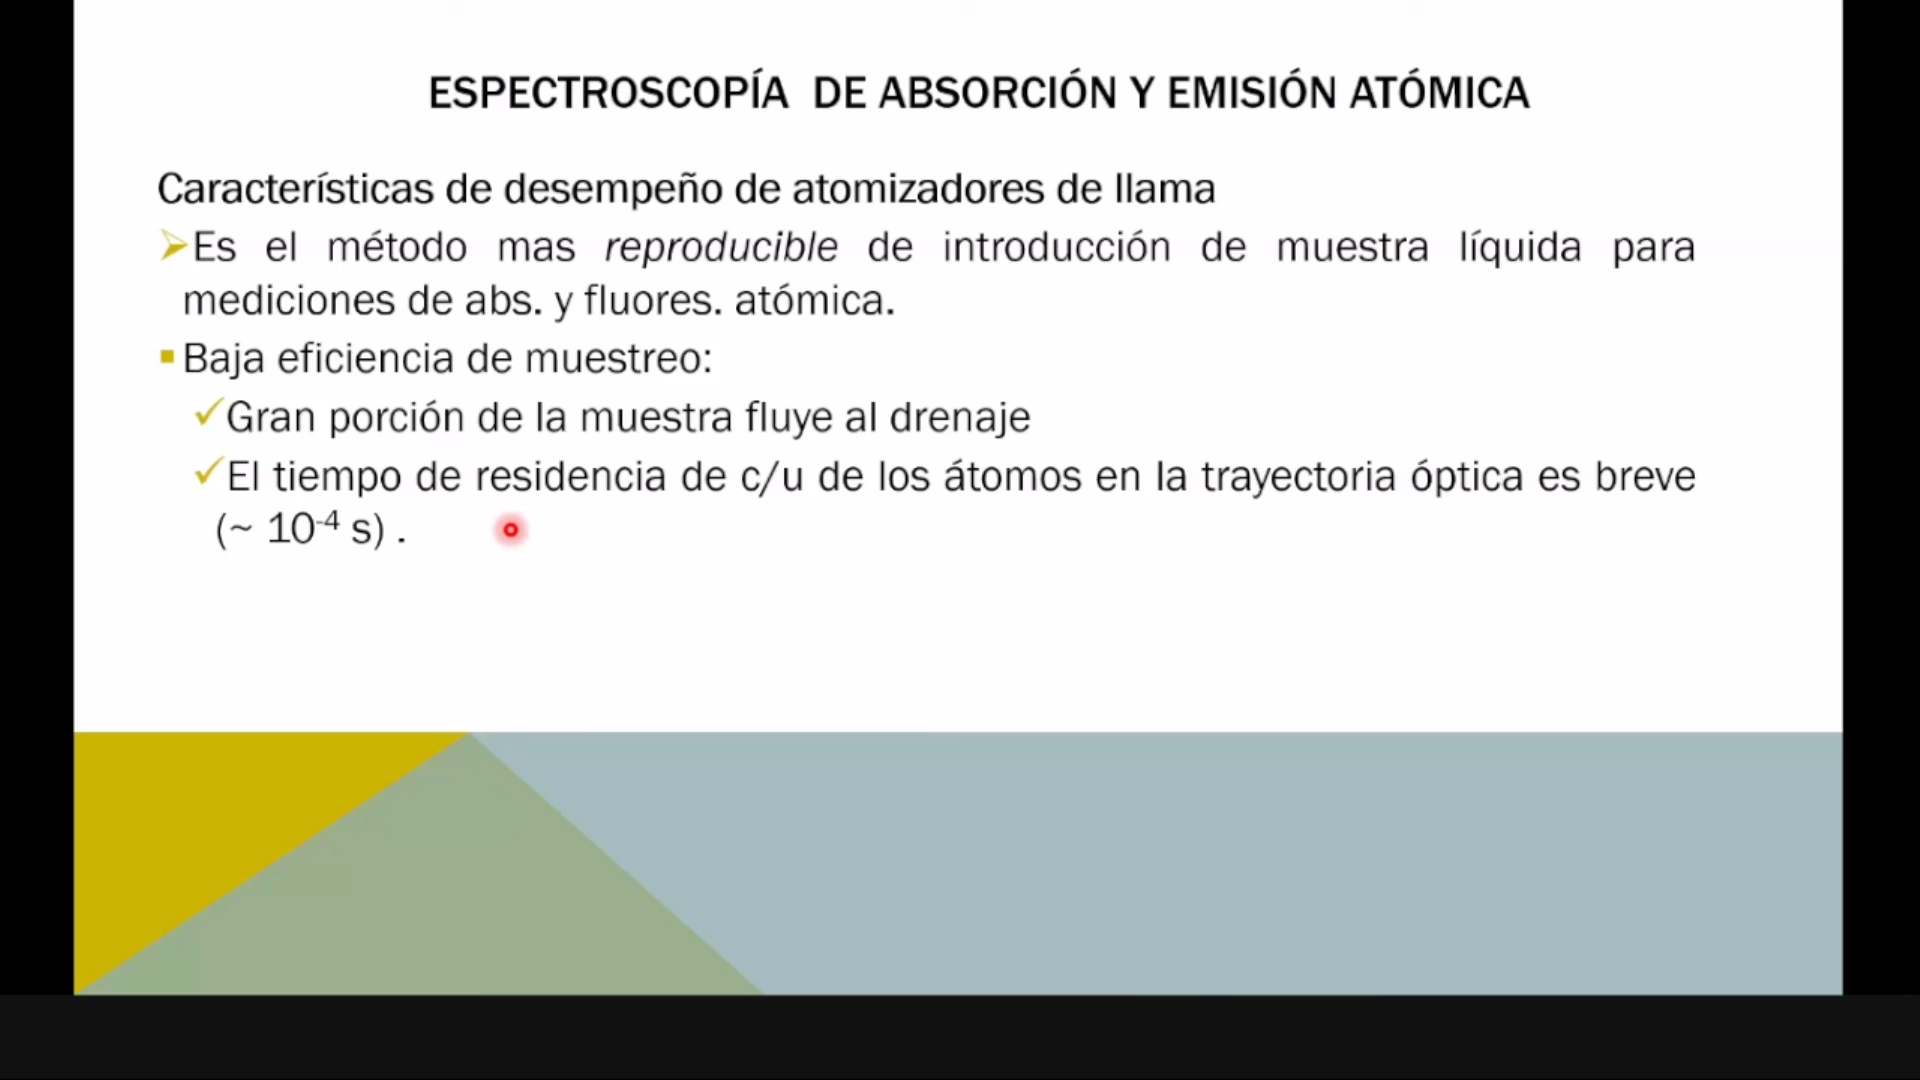 ESPECTROSCOPÍA DE ABSORCIÓN Y EMISIÓN ATÓMICA
Características de desempeño de atomizadores de llama
Es el método mas reproducible de introducción de muestra líquida para
mediciones de abs. y fluores. atómica.
Baja eficiencia de muestreo:
Gran porción de la muestra fluye al drenaje
El tiempo de residencia de c/u de los átomos en la trayectoria óptica es breve
(~ 10⁻⁴ s) .